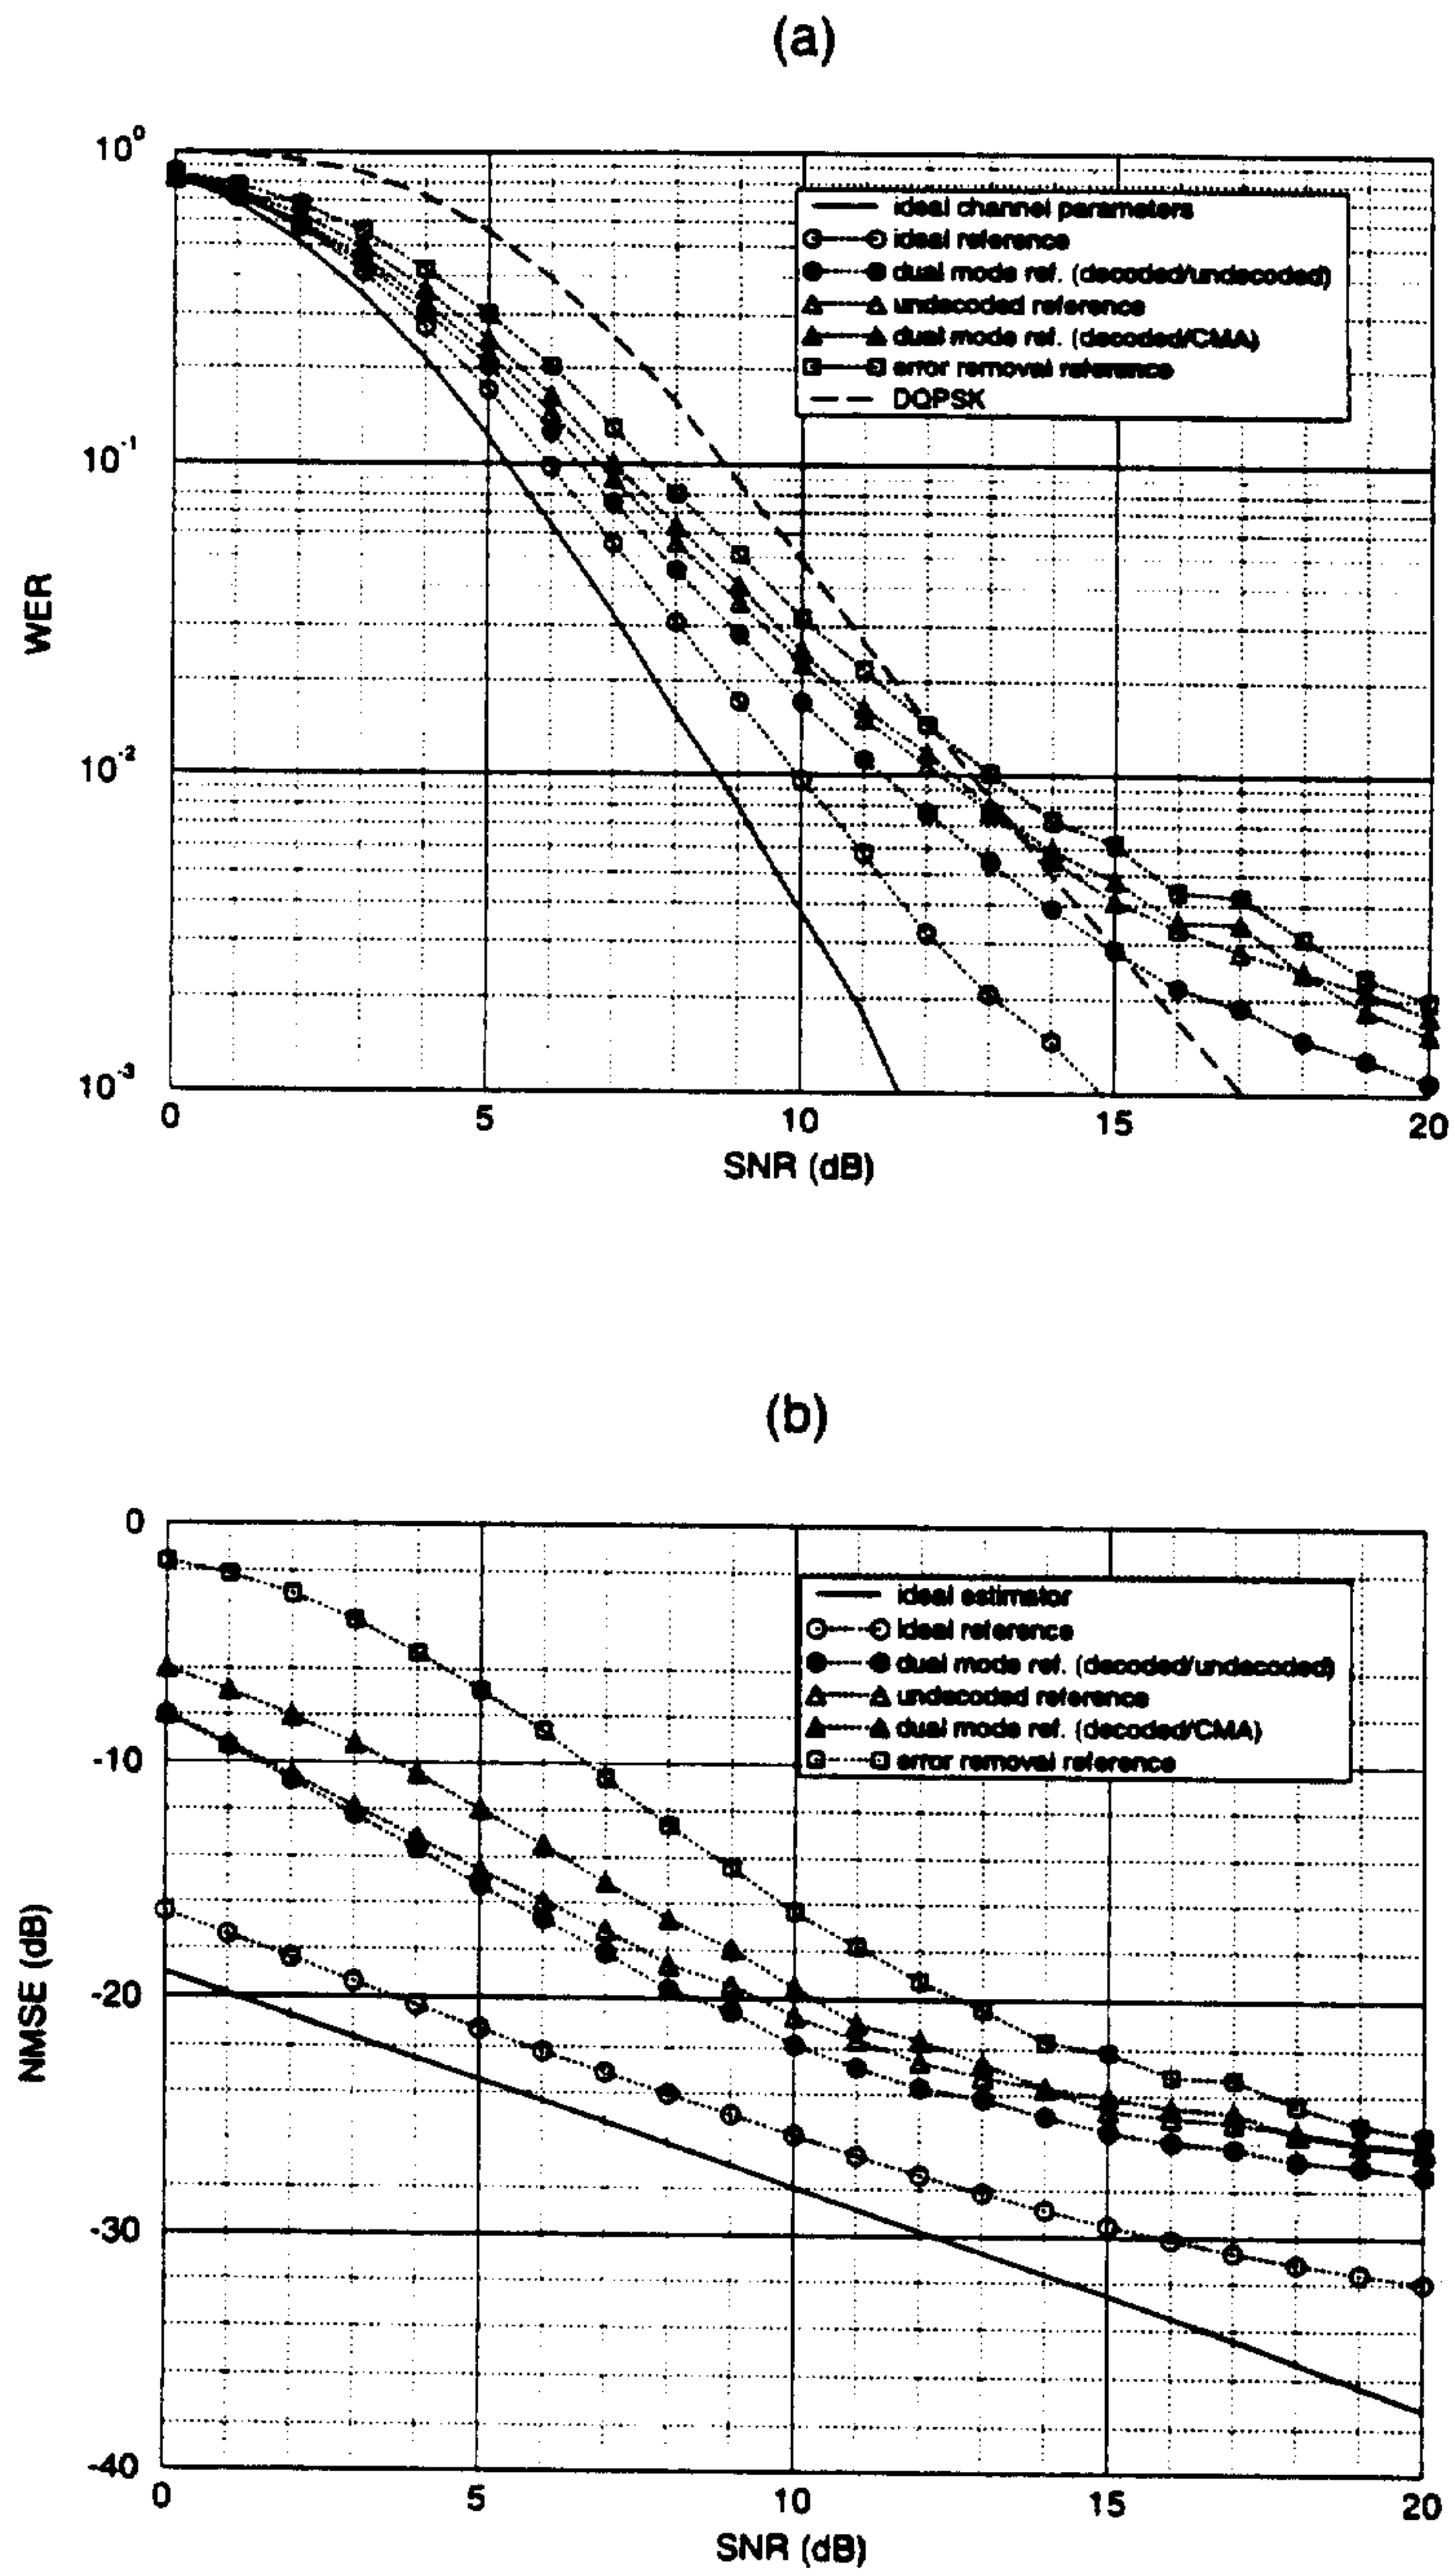 (a)
10⁰
10⁻¹
10⁻²
10⁻³
WER
ideal channel parameters
ideal reference
dual mode ref. (decoded/undecoded)
undecoded reference
dual mode ref. (decoded/CMA)
error removal reference
DQPSK
0 5 10 15 20
SNR (dB)
(b)
0
-10
-20
-30
-40
NMSE (dB)
ideal estimator
ideal reference
dual mode ref. (decoded/undecoded)
undecoded reference
dual mode ref. (decoded/CMA)
error removal reference
0 5 10 15 20
SNR (dB)